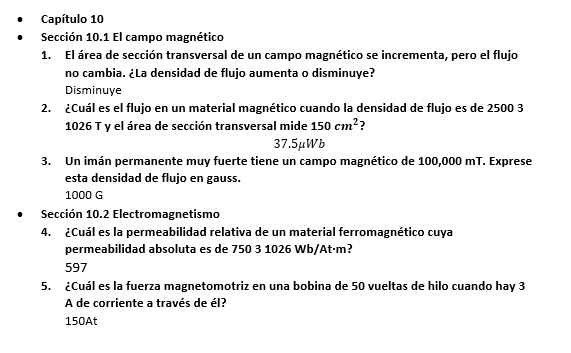 • Capítulo 10
• Sección 10.1 El campo magnético
1. El área de sección transversal de un campo magnético se incrementa, pero el flujo
no cambia. ¿La densidad de flujo aumenta o disminuye?
Disminuye
2. ¿Cuál es el flujo en un material magnético cuando la densidad de flujo es de 2500 3
1026 T y el área de sección transversal mide 150 cm²?
37.5μWb
3. Un imán permanente muy fuerte tiene un campo magnético de 100,000 mT. Exprese
esta densidad de flujo en gauss.
1000 G
• Sección 10.2 Electromagnetismo
4. ¿Cuál es la permeabilidad relativa de un material ferromagnético cuya
permeabilidad absoluta es de 750 3 1026 Wb/At·m?
597
5. ¿Cuál es la fuerza magnetomotriz en una bobina de 50 vueltas de hilo cuando hay 3
A de corriente a través de él?
150At